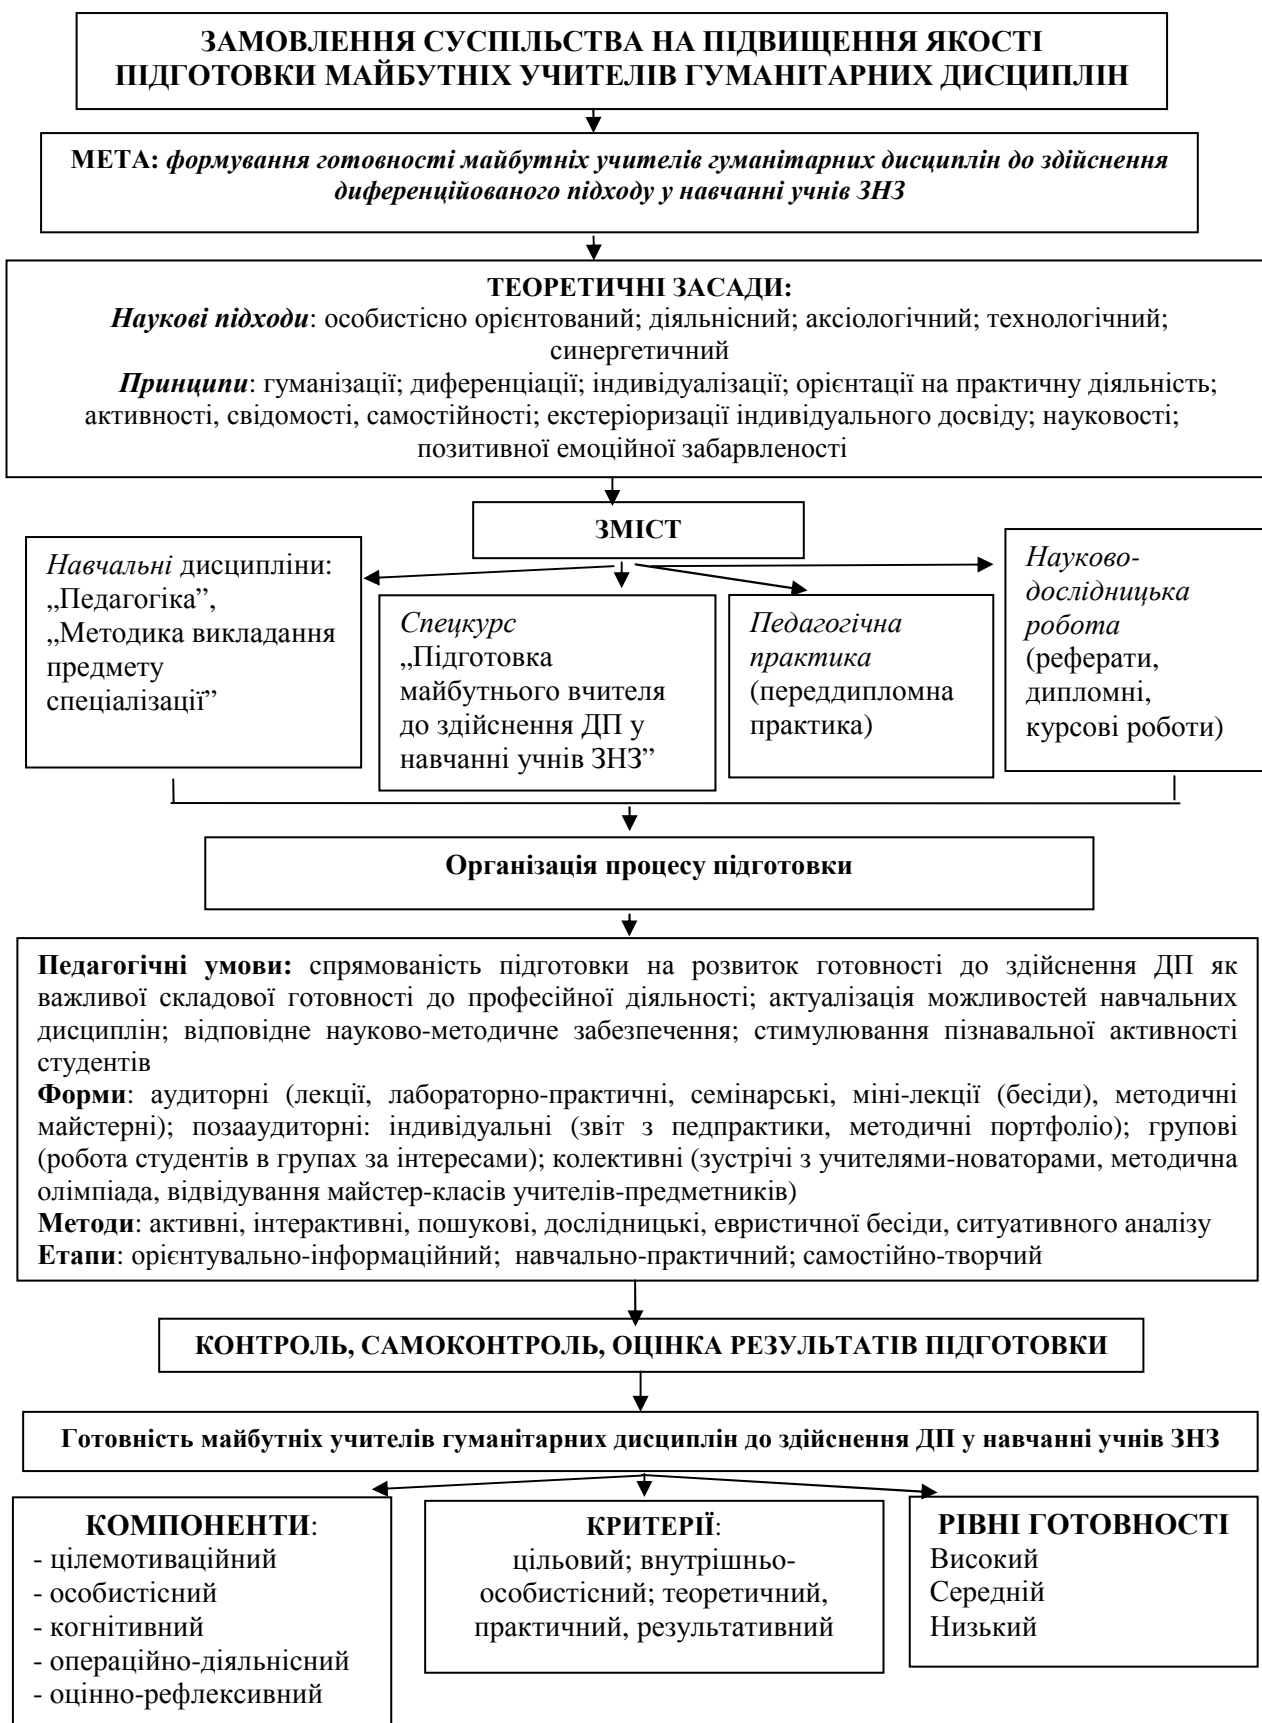 ЗАМОВЛЕННЯ СУСПІЛЬСТВА НА ПІДВИЩЕННЯ ЯКОСТІ
ПІДГОТОВКИ МАЙБУТНІХ УЧИТЕЛІВ ГУМАНІТАРНИХ ДИСЦИПЛІН
МЕТА: формування готовності майбутніх учителів гуманітарних дисциплін до здійснення
диференційованого підходу у навчанні учнів ЗНЗ
ТЕОРЕТИЧНІ ЗАСАДИ:
Наукові підходи: особистісно орієнтований; діяльнісний; аксіологічний; технологічний;
синергетичний
Принципи: гуманізації; диференціації; індивідуалізації; орієнтації на практичну діяльність;
активності, свідомості, самостійності; екстеріоризації індивідуального досвіду; науковості;
позитивної емоційної забарвленості
ЗМІСТ
Навчальні дисципліни:
„Педагогіка”,
„Методика викладання
предмету
спеціалізації”
Спецкурс
„Підготовка
майбутнього вчителя
до здійснення ДП у
навчанні учнів ЗНЗ”
Педагогічна
практика
(переддипломна
практика)
Науково-
дослідницька
робота
(реферати,
дипломні,
курсові роботи)
Організація процесу підготовки
Педагогічні умови: спрямованість підготовки на розвиток готовності до здійснення ДП як
важливої складової готовності до професійної діяльності; актуалізація можливостей навчальних
дисциплін; відповідне науково-методичне забезпечення; стимулювання пізнавальної активності
студентів
Форми: аудиторні (лекції, лабораторно-практичні, семінарські, міні-лекції (бесіди), методичні
майстерні); позааудиторні: індивідуальні (звіт з педпрактики, методичні портфоліо); групові
(робота студентів в групах за інтересами); колективні (зустрічі з учителями-новаторами, методична
олімпіада, відвідування майстер-класів учителів-предметників)
Методи: активні, інтерактивні, пошукові, дослідницькі, евристичної бесіди, ситуативного аналізу
Етапи: орієнтувально-інформаційний; навчально-практичний; самостійно-творчий
КОНТРОЛЬ, САМОКОНТРОЛЬ, ОЦІНКА РЕЗУЛЬТАТІВ ПІДГОТОВКИ
Готовність майбутніх учителів гуманітарних дисциплін до здійснення ДП у навчанні учнів ЗНЗ
КОМПОНЕНТИ:
- цілемотиваційний
- особистісний
- когнітивний
- операційно-діяльнісний
- оцінно-рефлексивний
КРИТЕРІЇ:
цільовий; внутрішньо-
особистісний; теоретичний,
практичний, результативний
РІВНІ ГОТОВНОСТІ
Високий
Середній
Низький